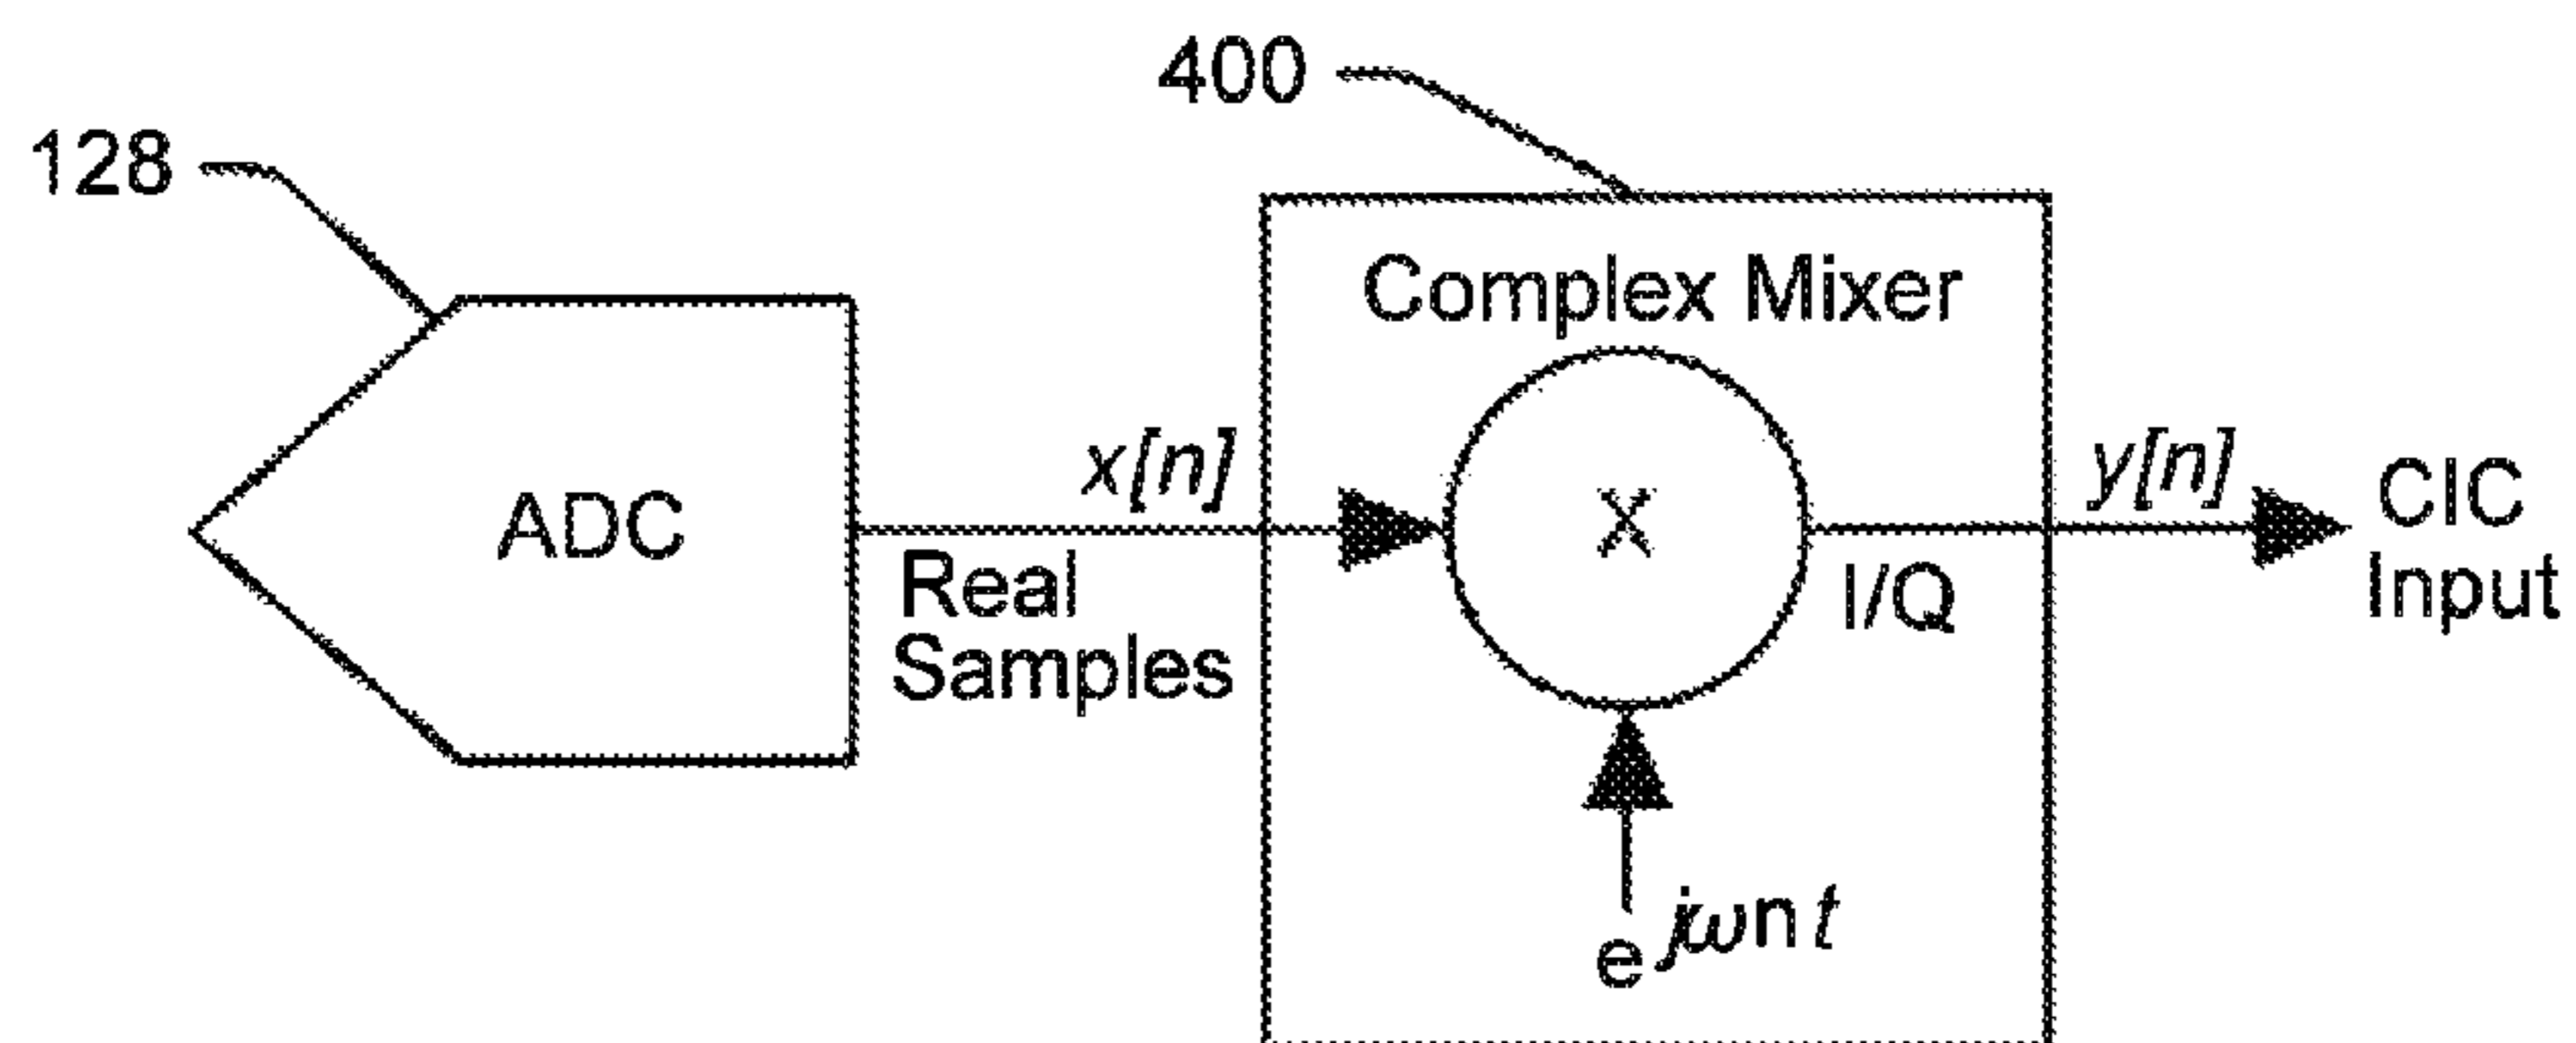 400
128
Complex Mixer
x[n]
y[n]
ADC
X
CIC
Input
Real
Samples
I/Q
e jωnt